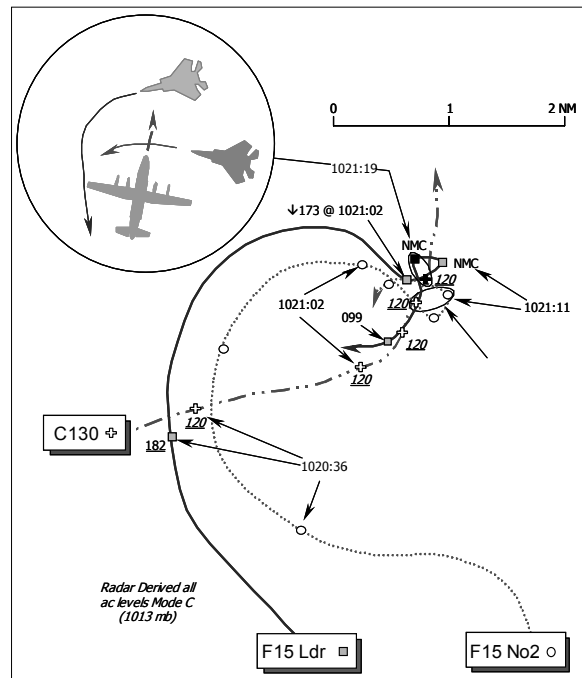 0
1
2 NM
1021:19
↓173 @ 1021:02
NMC
NMC
120
1021:02
120
1021:11
099
120
120
C130
120
182
1020:36
Radar Derived all
ac levels Mode C
(1013 mb)
F15 Ldr
F15 No2